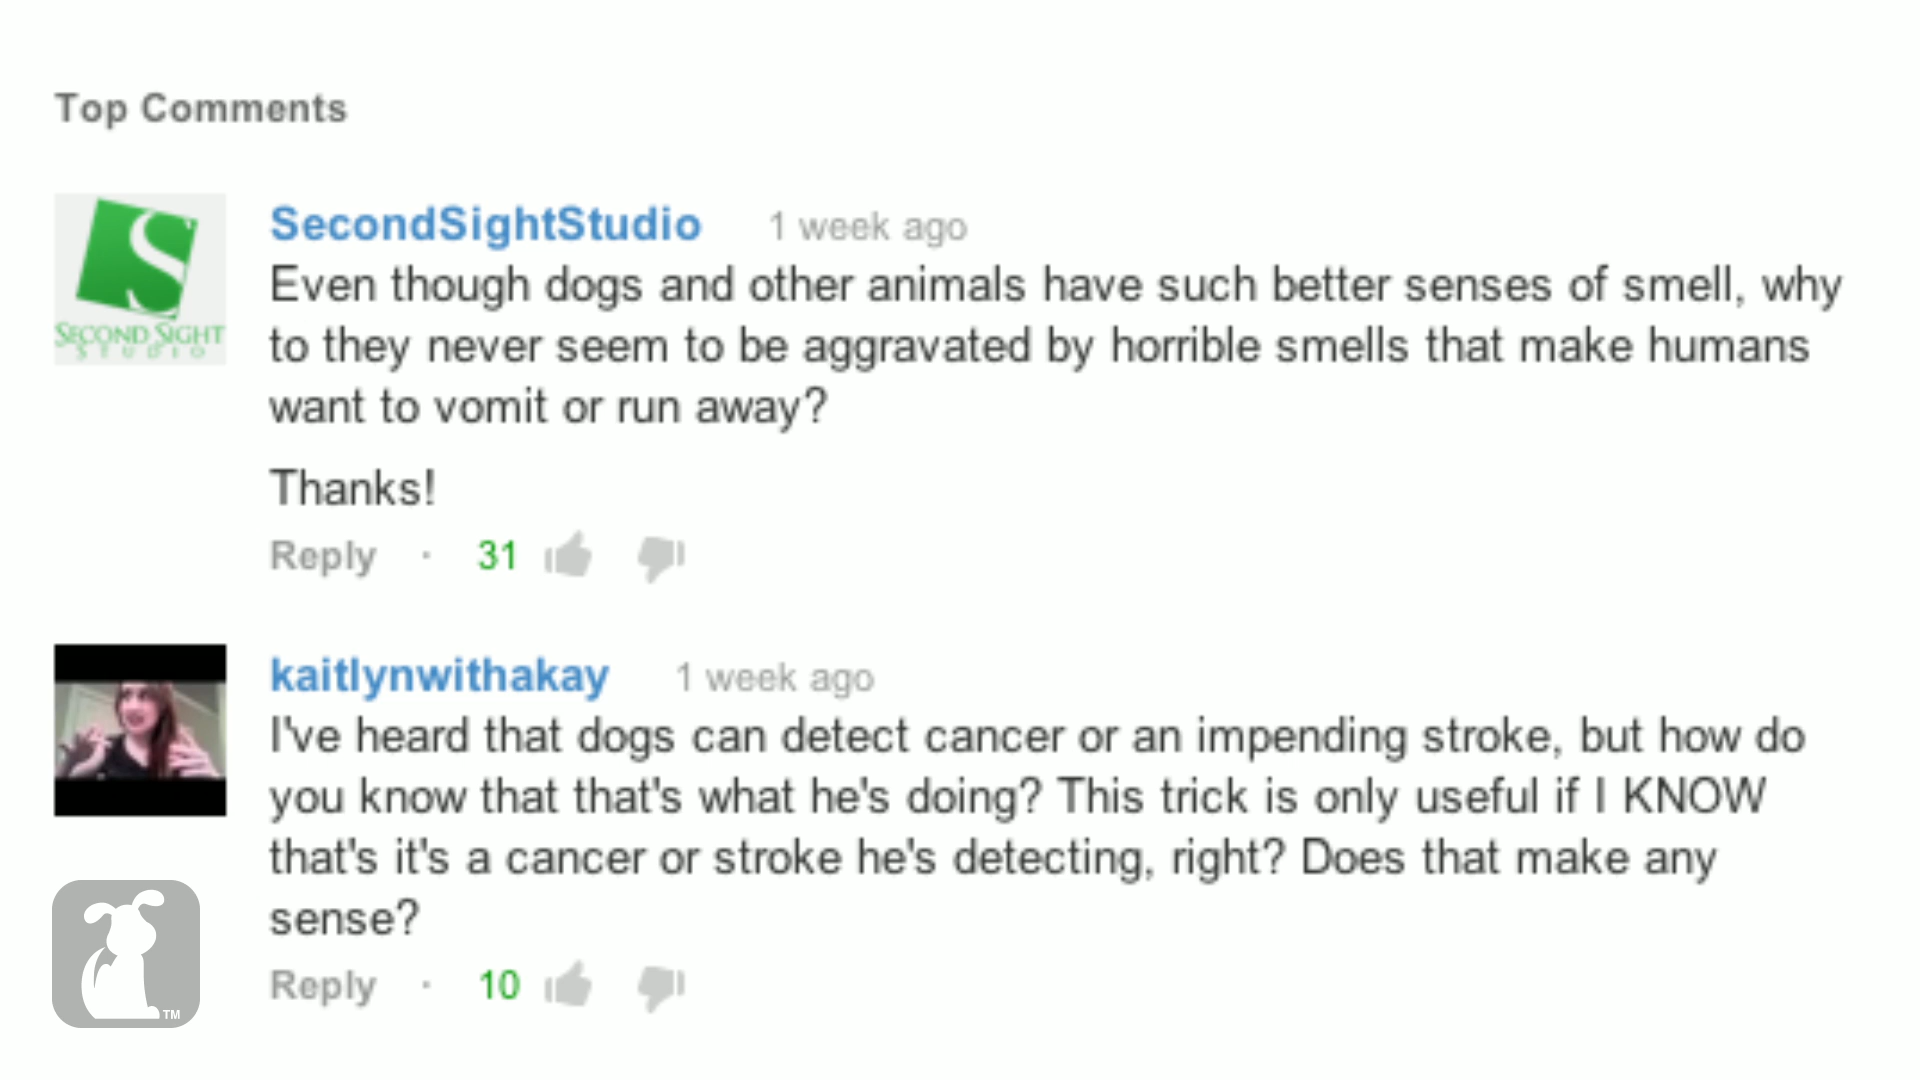 Top Comments
SecondSightStudio 1 week ago
Even though dogs and other animals have such better senses of smell, why
to they never seem to be aggravated by horrible smells that make humans
want to vomit or run away?
Thanks!
Reply · 31
SECOND SIGHT
STUDIO
kaitlynwithakay 1 week ago
I've heard that dogs can detect cancer or an impending stroke, but how do
you know that that's what he's doing? This trick is only useful if I KNOW
that's it's a cancer or stroke he's detecting, right? Does that make any
sense?
Reply · 10
TM